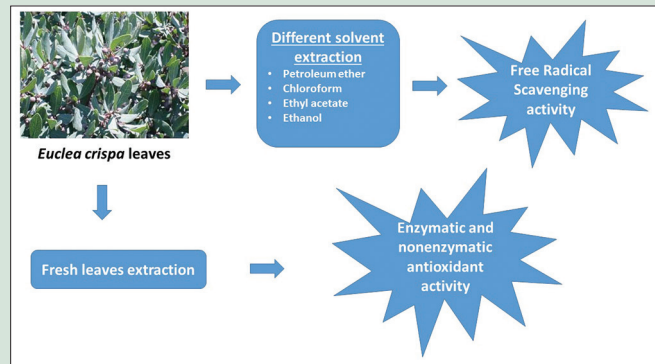 Different solvent
extraction
• Petroleum ether
• Chloroform
• Ethyl acetate
• Ethanol
Free Radical
Scavenging
activity
Euclea crispa leaves
Fresh leaves extraction
Enzymatic and
nonenzymatic
antioxidant
activity